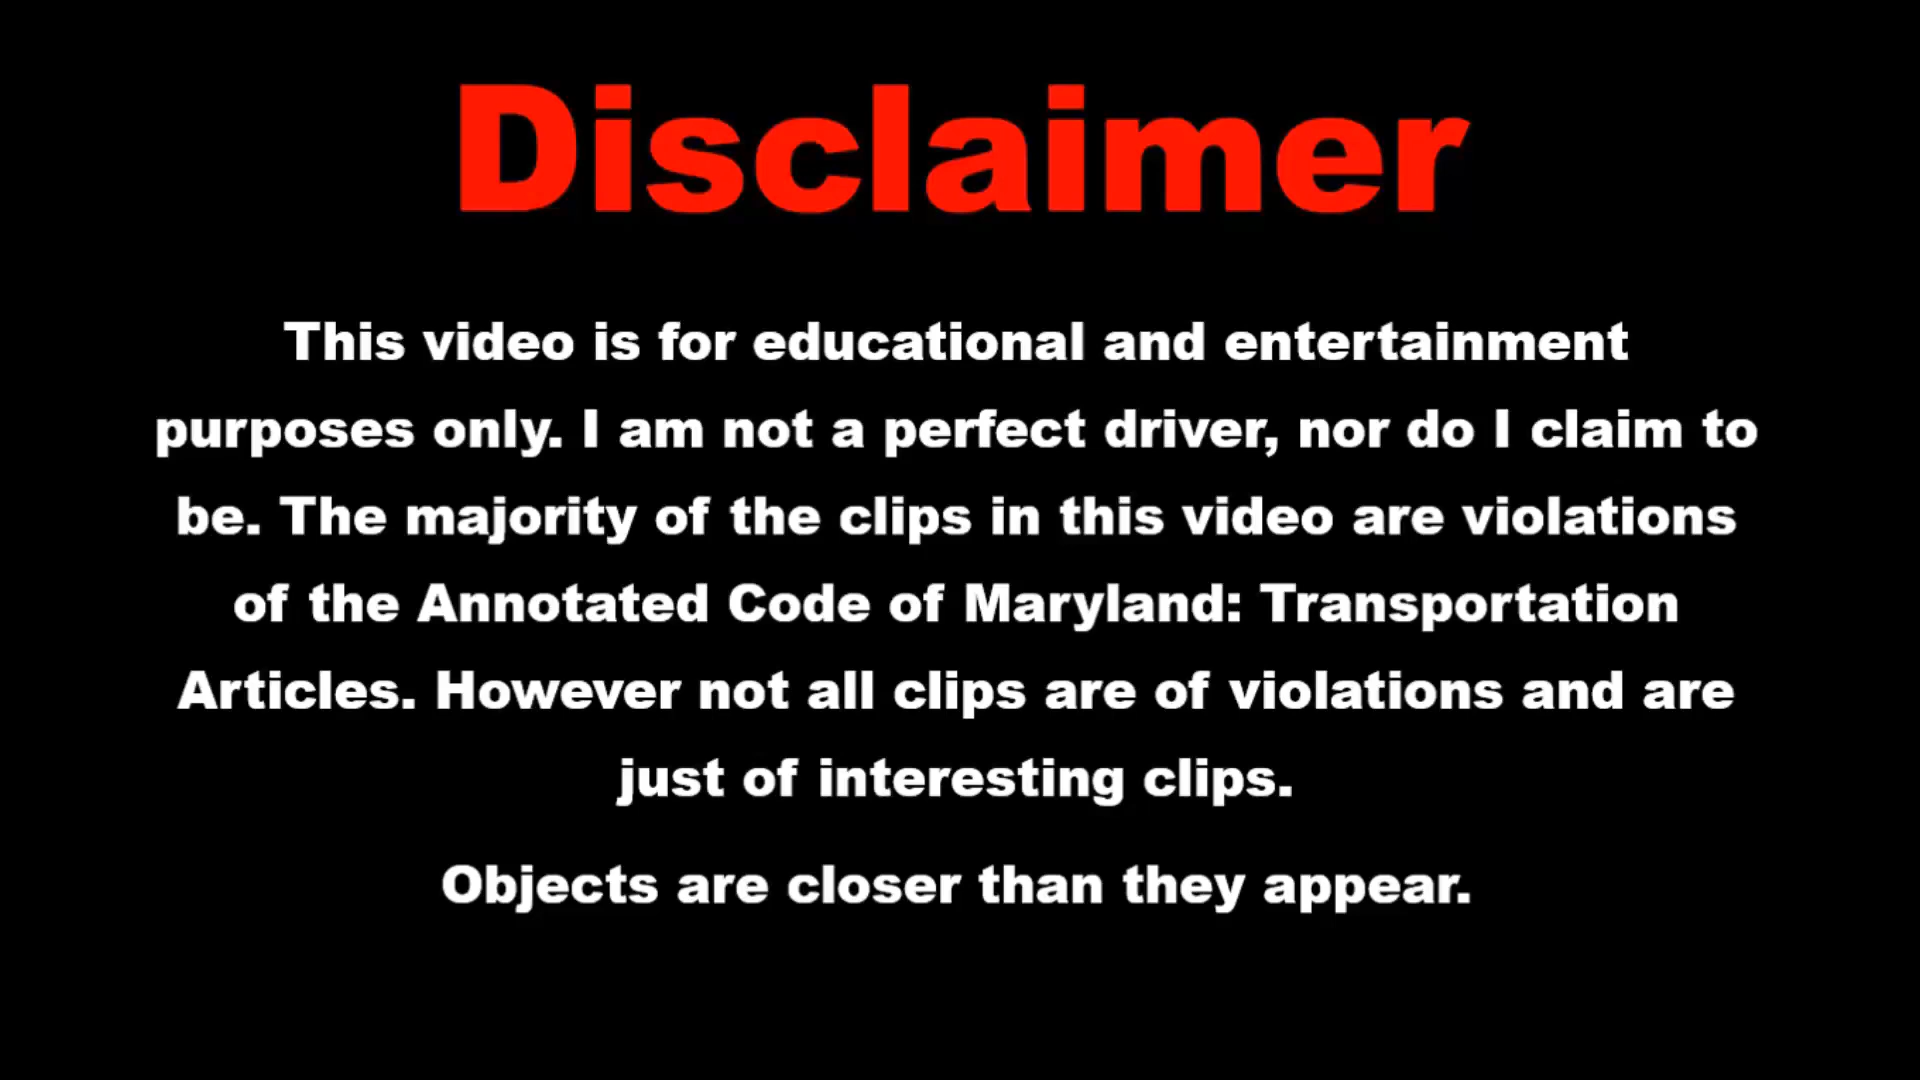 Disclaimer
This video is for educational and entertainment
purposes only. I am not a perfect driver, nor do I claim to
be. The majority of the clips in this video are violations
of the Annotated Code of Maryland: Transportation
Articles. However not all clips are of violations and are
just of interesting clips.
Objects are closer than they appear.